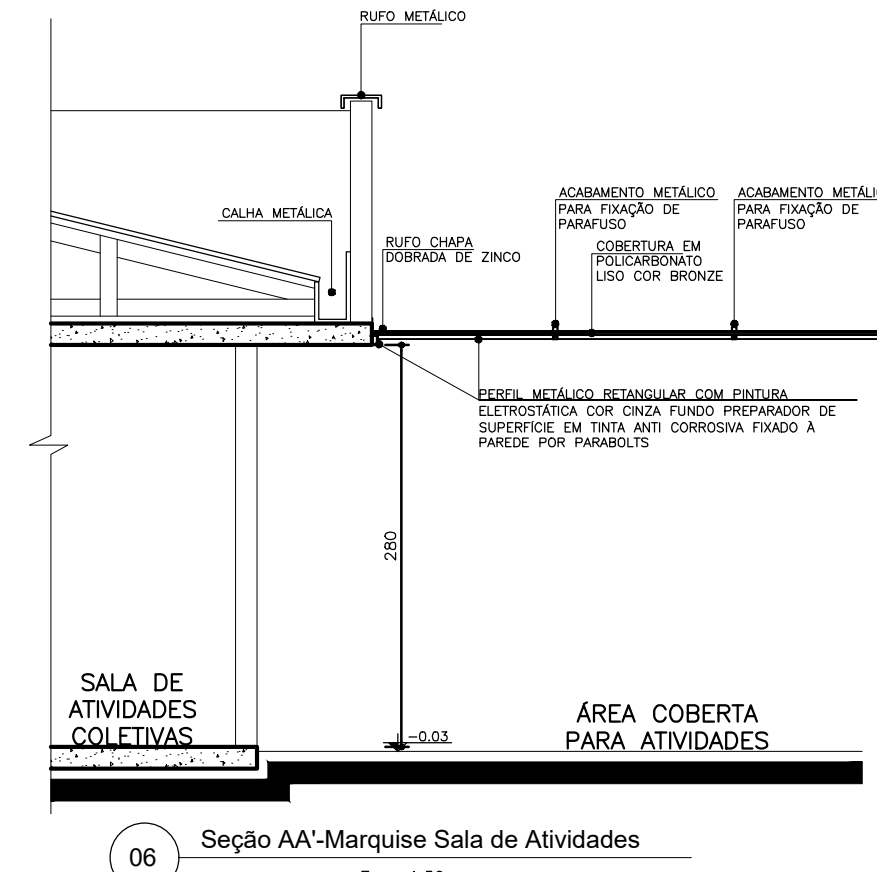 RUFO METÁLICO
CALHA METÁLICA
RUFO CHAPA
DOBRADA DE ZINCO
ACABAMENTO METÁLICO
PARA FIXAÇÃO DE
PARAFUSO
COBERTURA EM
POLICARBONATO
LISO COR BRONZE
PARA FIXAÇÃO DE
PARAFUSO
PERFIL METÁLICO RETANGULAR COM PINTURA
ELETROSTÁTICA COR CINZA FUNDO PREPARADOR DE
SUPERFÍCIE EM TINTA ANTI CORROSIVA FIXADO À
PAREDE POR PARABOLTS
280
SALA DE
ATIVIDADES
COLETIVAS
-0.03
ÁREA COBERTA
PARA ATIVIDADES
06
Seção AA'-Marquise Sala de Atividades